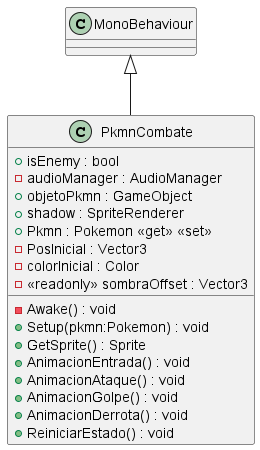 C MonoBehaviour
C PkmnCombate
isEnemy : bool
audioManager : AudioManager
objetoPkmn : GameObject
shadow : SpriteRenderer
Pkmn : Pokemon «get» «set»
PosInicial : Vector3
colorInicial : Color
«readonly» sombraOffset : Vector3
Awake() : void
Setup(pkmn:Pokemon) : void
GetSprite() : Sprite
AnimacionEntrada() : void
AnimacionAtaque() : void
AnimacionGolpe() : void
AnimacionDerrota() : void
ReiniciarEstado() : void